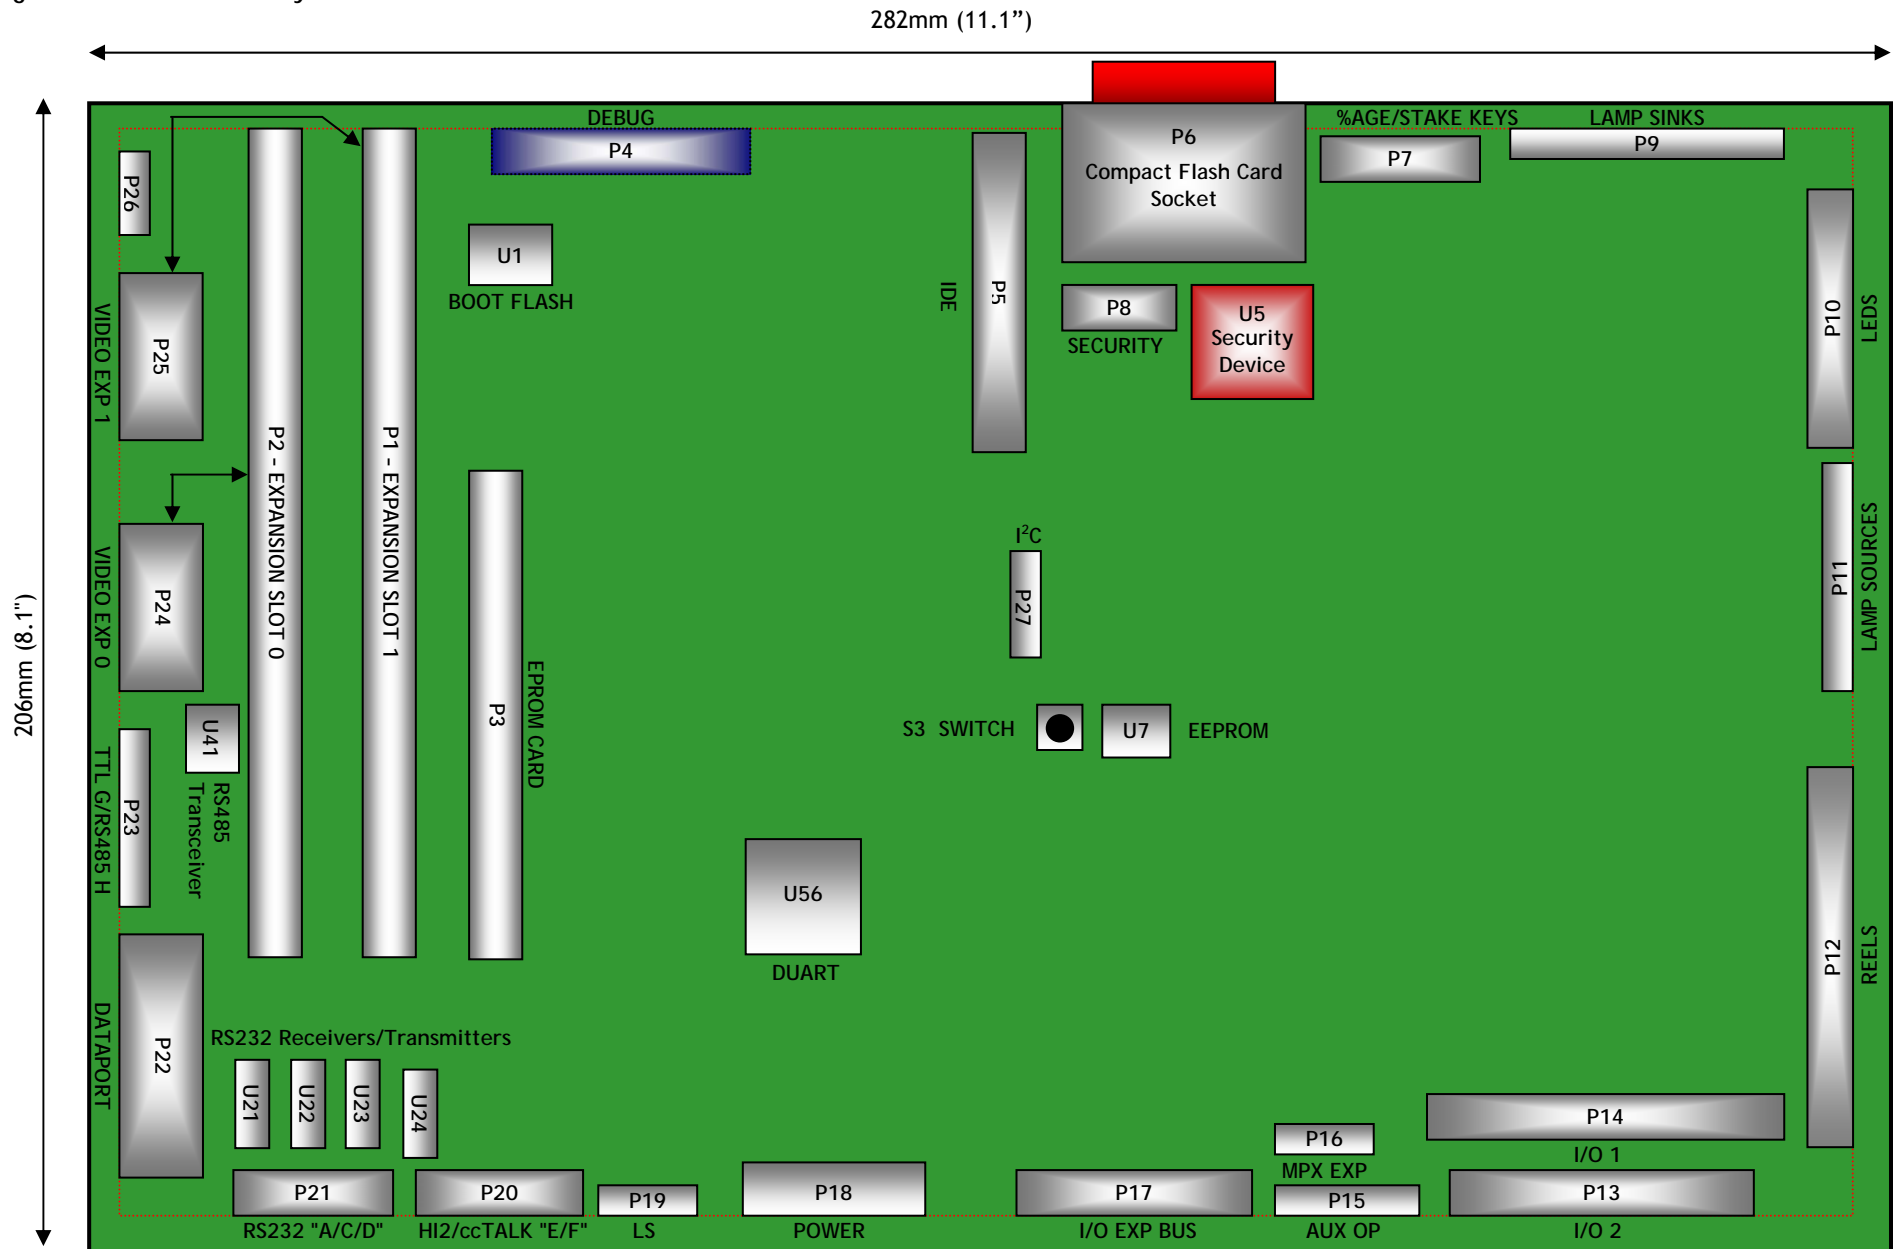 282mm (11.1”)
206mm (8.1")
DEBUG
P4
P6
Compact Flash Card
Socket
%AGE/STAKE KEYS
P7
LAMP SINKS
P9
P26
VIDEO EXP 1
P25
P2 - EXPANSION SLOT 0
P1 - EXPANSION SLOT 1
U1
BOOT FLASH
IDE
P5
P8
SECURITY
U5
Security
Device
P10
LEDS
VIDEO EXP 0
P24
P3
EPROM CARD
I²C
P27
P11
LAMP SOURCES
S3 SWITCH
U7
EEPROM
U41
RS485
Transceiver
TTL G/RS485 H
P23
U56
DUART
P12
REELS
DATAPORT
P22
RS232 Receivers/Transmitters
U21
U22
U23
U24
P14
I/O 1
P16
MPX EXP
P21
RS232 "A/C/D"
P20
HI2/ccTALK "E/F"
P19
LS
P18
POWER
P17
I/O EXP BUS
P15
AUX OP
P13
I/O 2